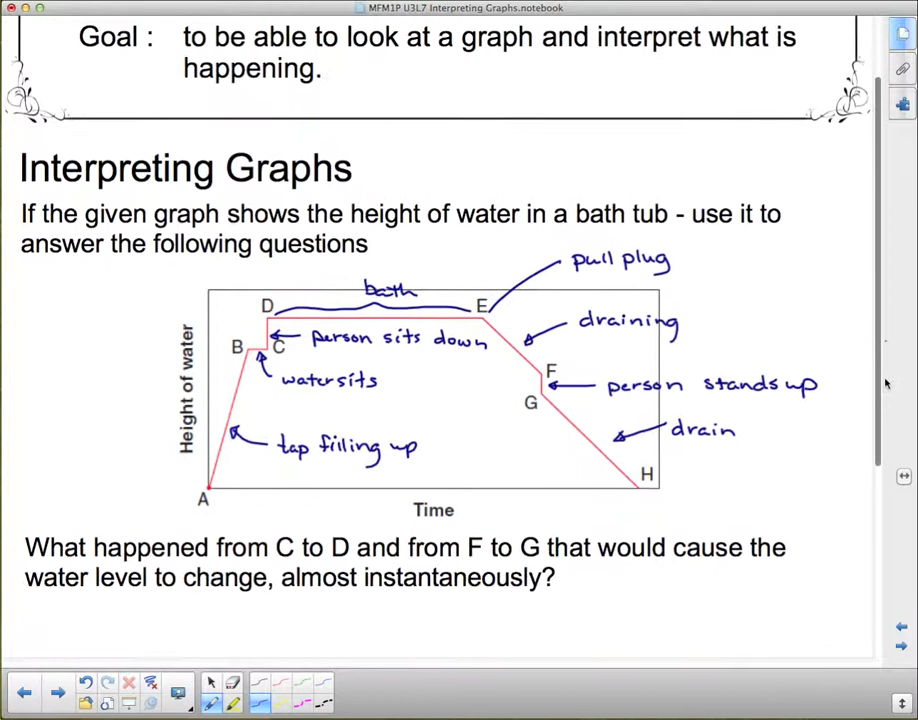 MFM1P U3L7 Interpreting Graphs.notebook
Goal : to be able to look at a graph and interpret what is
happening.
Interpreting Graphs
If the given graph shows the height of water in a bath tub - use it to
answer the following questions
pull plug
bath
D
E
draining
person sits down
B
C
F
water sits
person stands up
G
drain
tap filling up
Height of water
H
A
Time
What happened from C to D and from F to G that would cause the
water level to change, almost instantaneously?